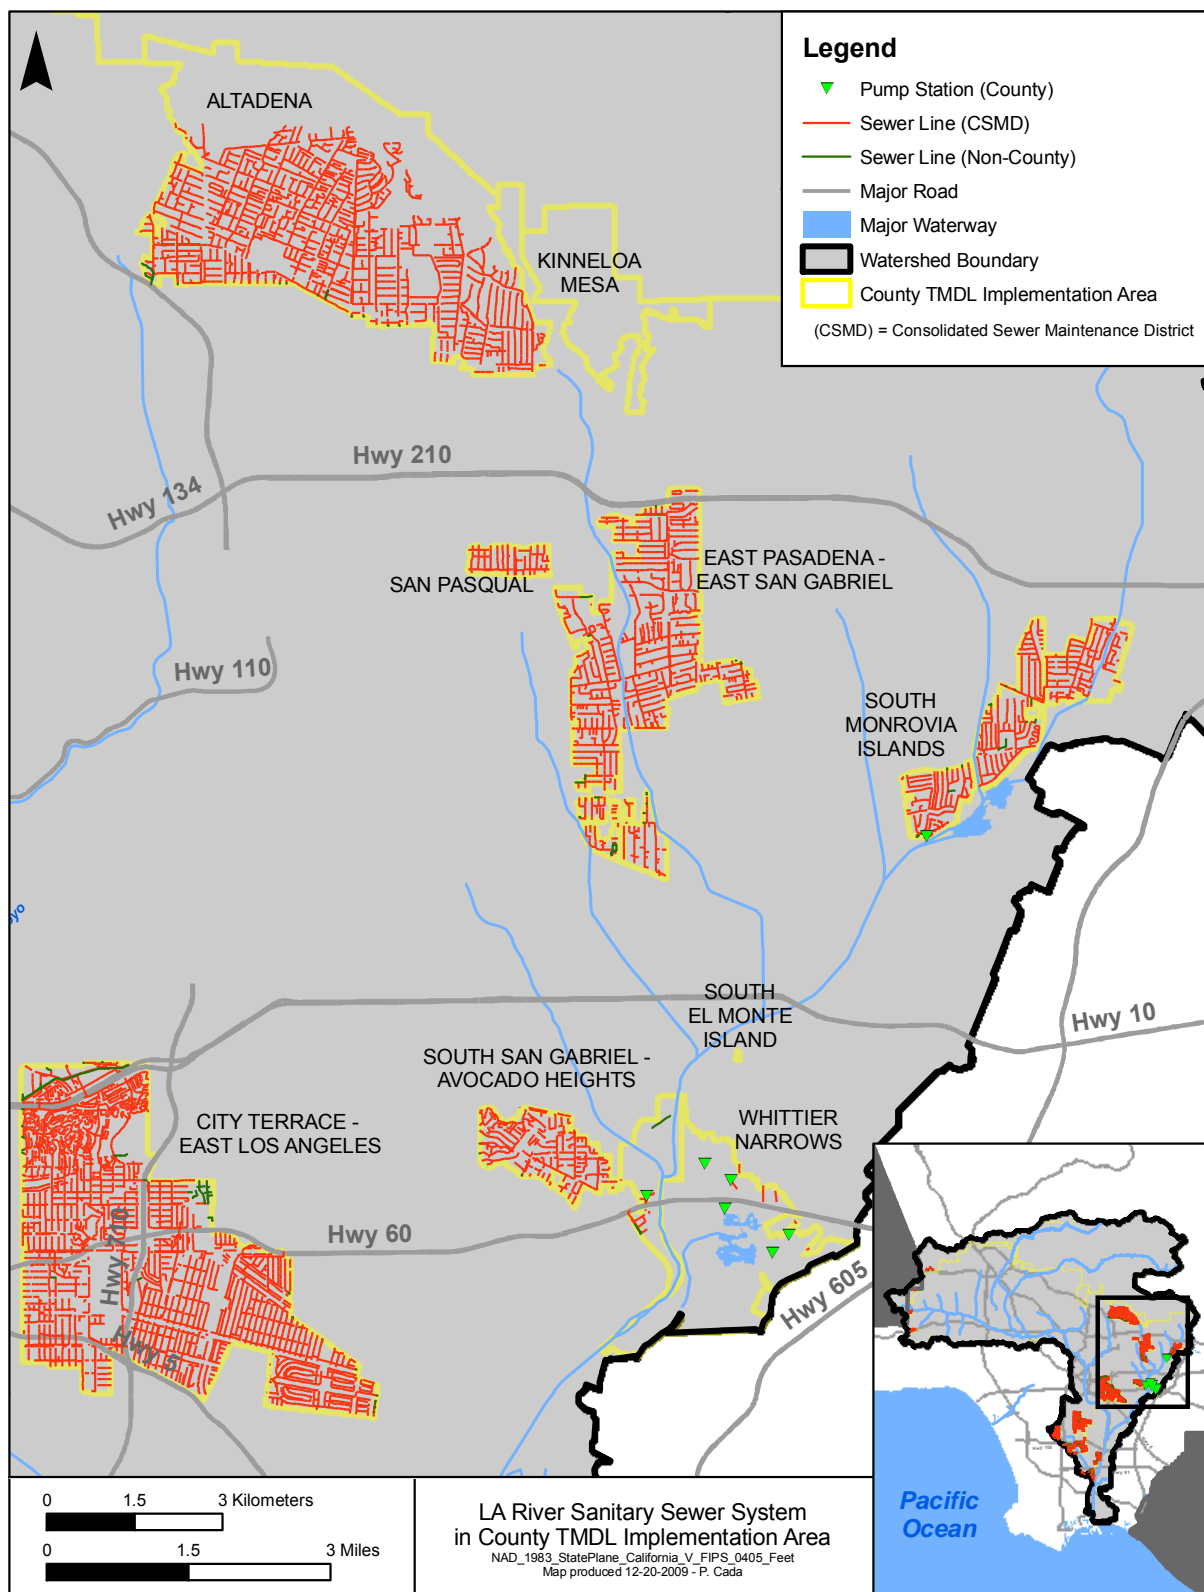 Legend
Pump Station (County)
Sewer Line (CSMD)
Sewer Line (Non-County)
Major Road
Major Waterway
Watershed Boundary
County TMDL Implementation Area
(CSMD) = Consolidated Sewer Maintenance District
ALTADENA
KINNELOA
MESA
Hwy 210
Hwy 134
SAN PASQUAL
EAST PASADENA -
EAST SAN GABRIEL
Hwy 110
SOUTH
MONROVIA
ISLANDS
yo
SOUTH
EL MONTE
ISLAND
Hwy 10
SOUTH SAN GABRIEL -
AVOCADO HEIGHTS
CITY TERRACE -
EAST LOS ANGELES
WHITTIER
NARROWS
Hwy 710
Hwy 60
Hwy 605
Hwy 5
Pacific
Ocean
0 1.5 3 Kilometers
0 1.5 3 Miles
LA River Sanitary Sewer System
in County TMDL Implementation Area
NAD_1983_StatePlane_California_V_FIPS_0405_Feet
Map produced 12-20-2009 - P. Cada